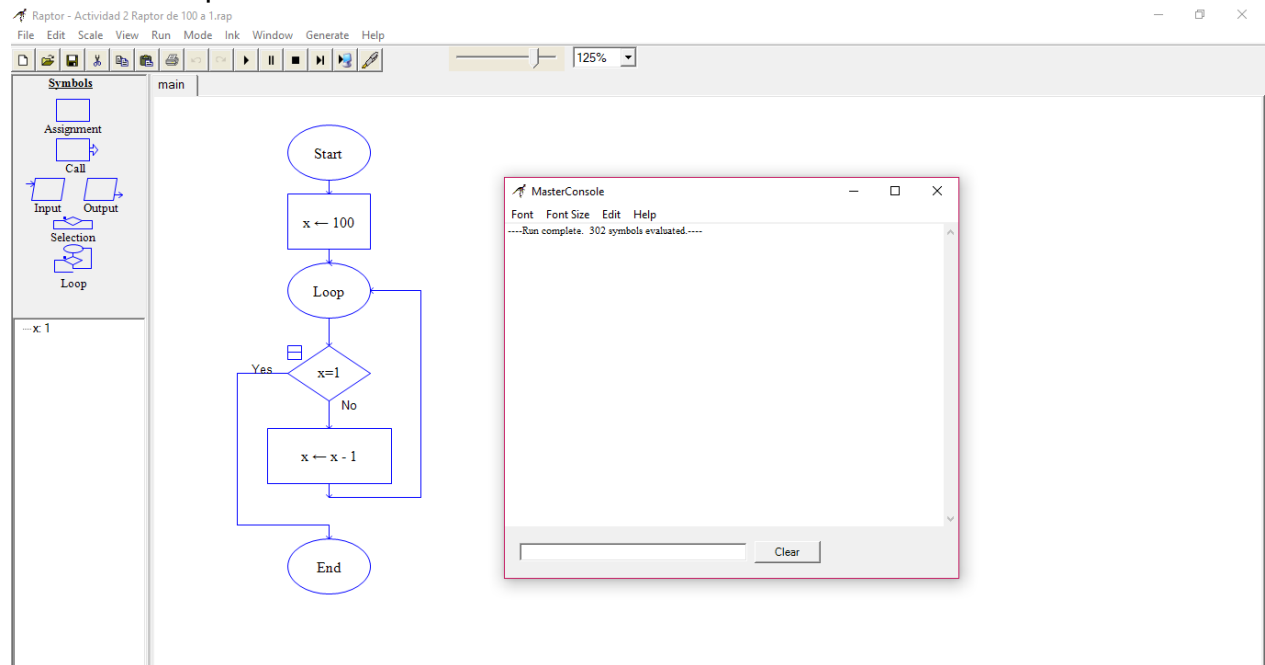 Raptor - Actividad 2 Raptor de 100 a 1.rap
File Edit Scale View Run Mode Ink Window Generate Help
125%
Symbols
Assignment
Call
Input Output
Selection
Loop
x: 1
main
Start
x ← 100
Loop
Yes
x=1
No
x ← x - 1
End
MasterConsole
Font Font Size Edit Help
----Run complete. 302 symbols evaluated.----
Clear